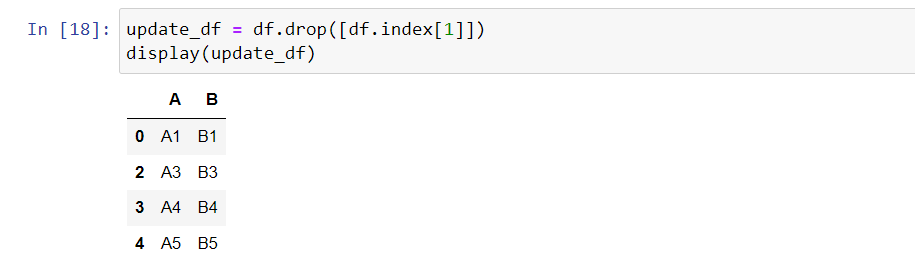 In [18]: update_df = df.drop([df.index[1]])
display(update_df)
A B
0 A1 B1
2 A3 B3
3 A4 B4
4 A5 B5